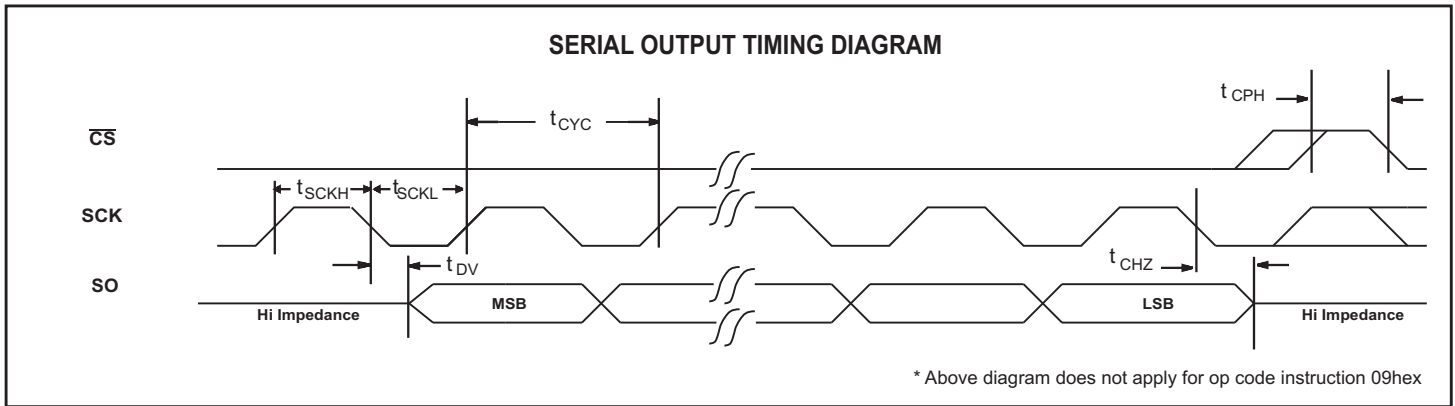 SERIAL OUTPUT TIMING DIAGRAM
t CPH
CS
t CYC
t SCKH
t SCKL
SCK
t DV
t CHZ
SO
MSB
LSB
Hi Impedance
Hi Impedance
* Above diagram does not apply for op code instruction 09hex